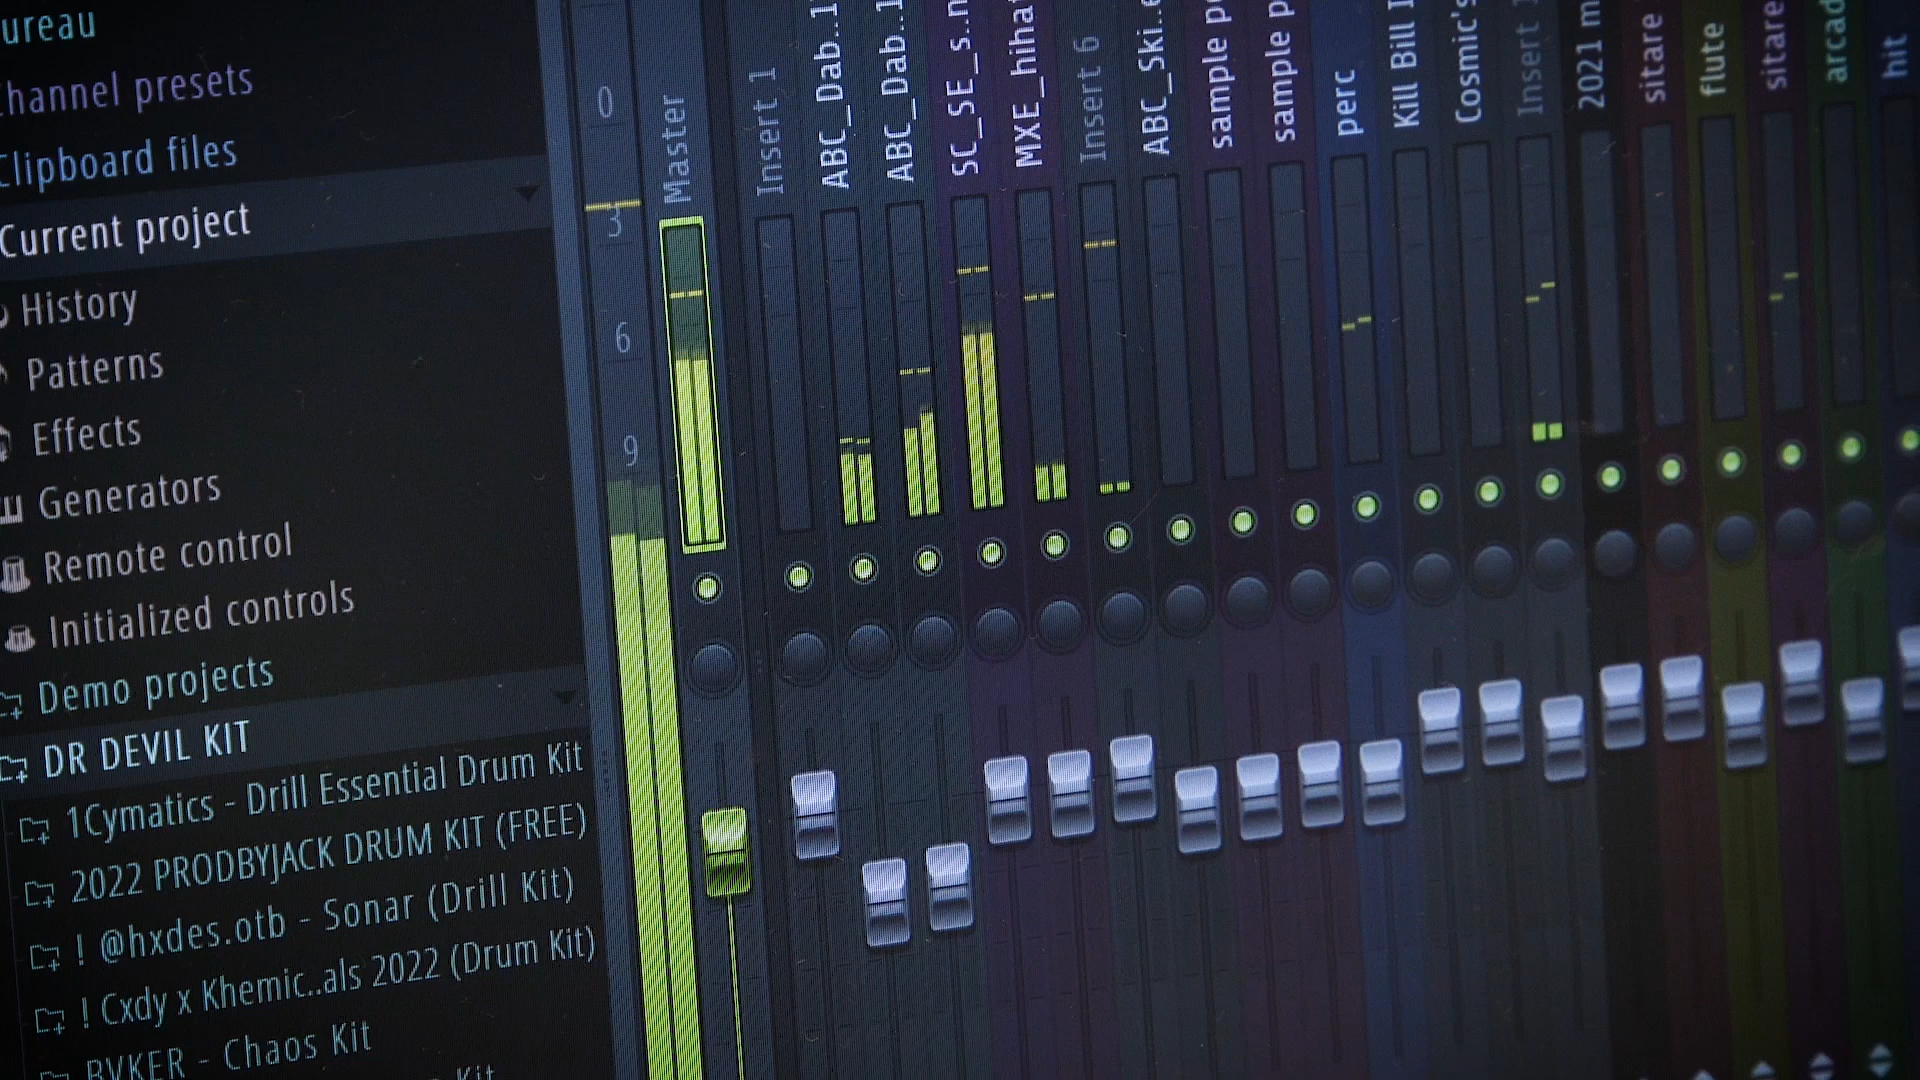 ureau
hannel presets
Clipboard files
Current project
History
Patterns
Effects
Generators
Remote control
Initialized controls
Demo projects
DR DEVIL KIT
1Cymatics - Drill Essential Drum Kit
2022 PRODBYJACK DRUM KIT (FREE)
! @hxdes.otb - Sonar (Drill Kit)
! Cxdy x Khemic..als 2022 (Drum Kit)
BVKER - Chaos Kit
Kit
0
3
6
9
Master
Insert 1
ABC_Dab..1
ABC_Dab..1
SC_SE_s..n
MXE_hihat
Insert 6
ABC_Ski..e
sample p
sample p
perc
Kill Bill
Cosmic's
Insert
2021 m
sitare
flute
sitare
arcad
hit